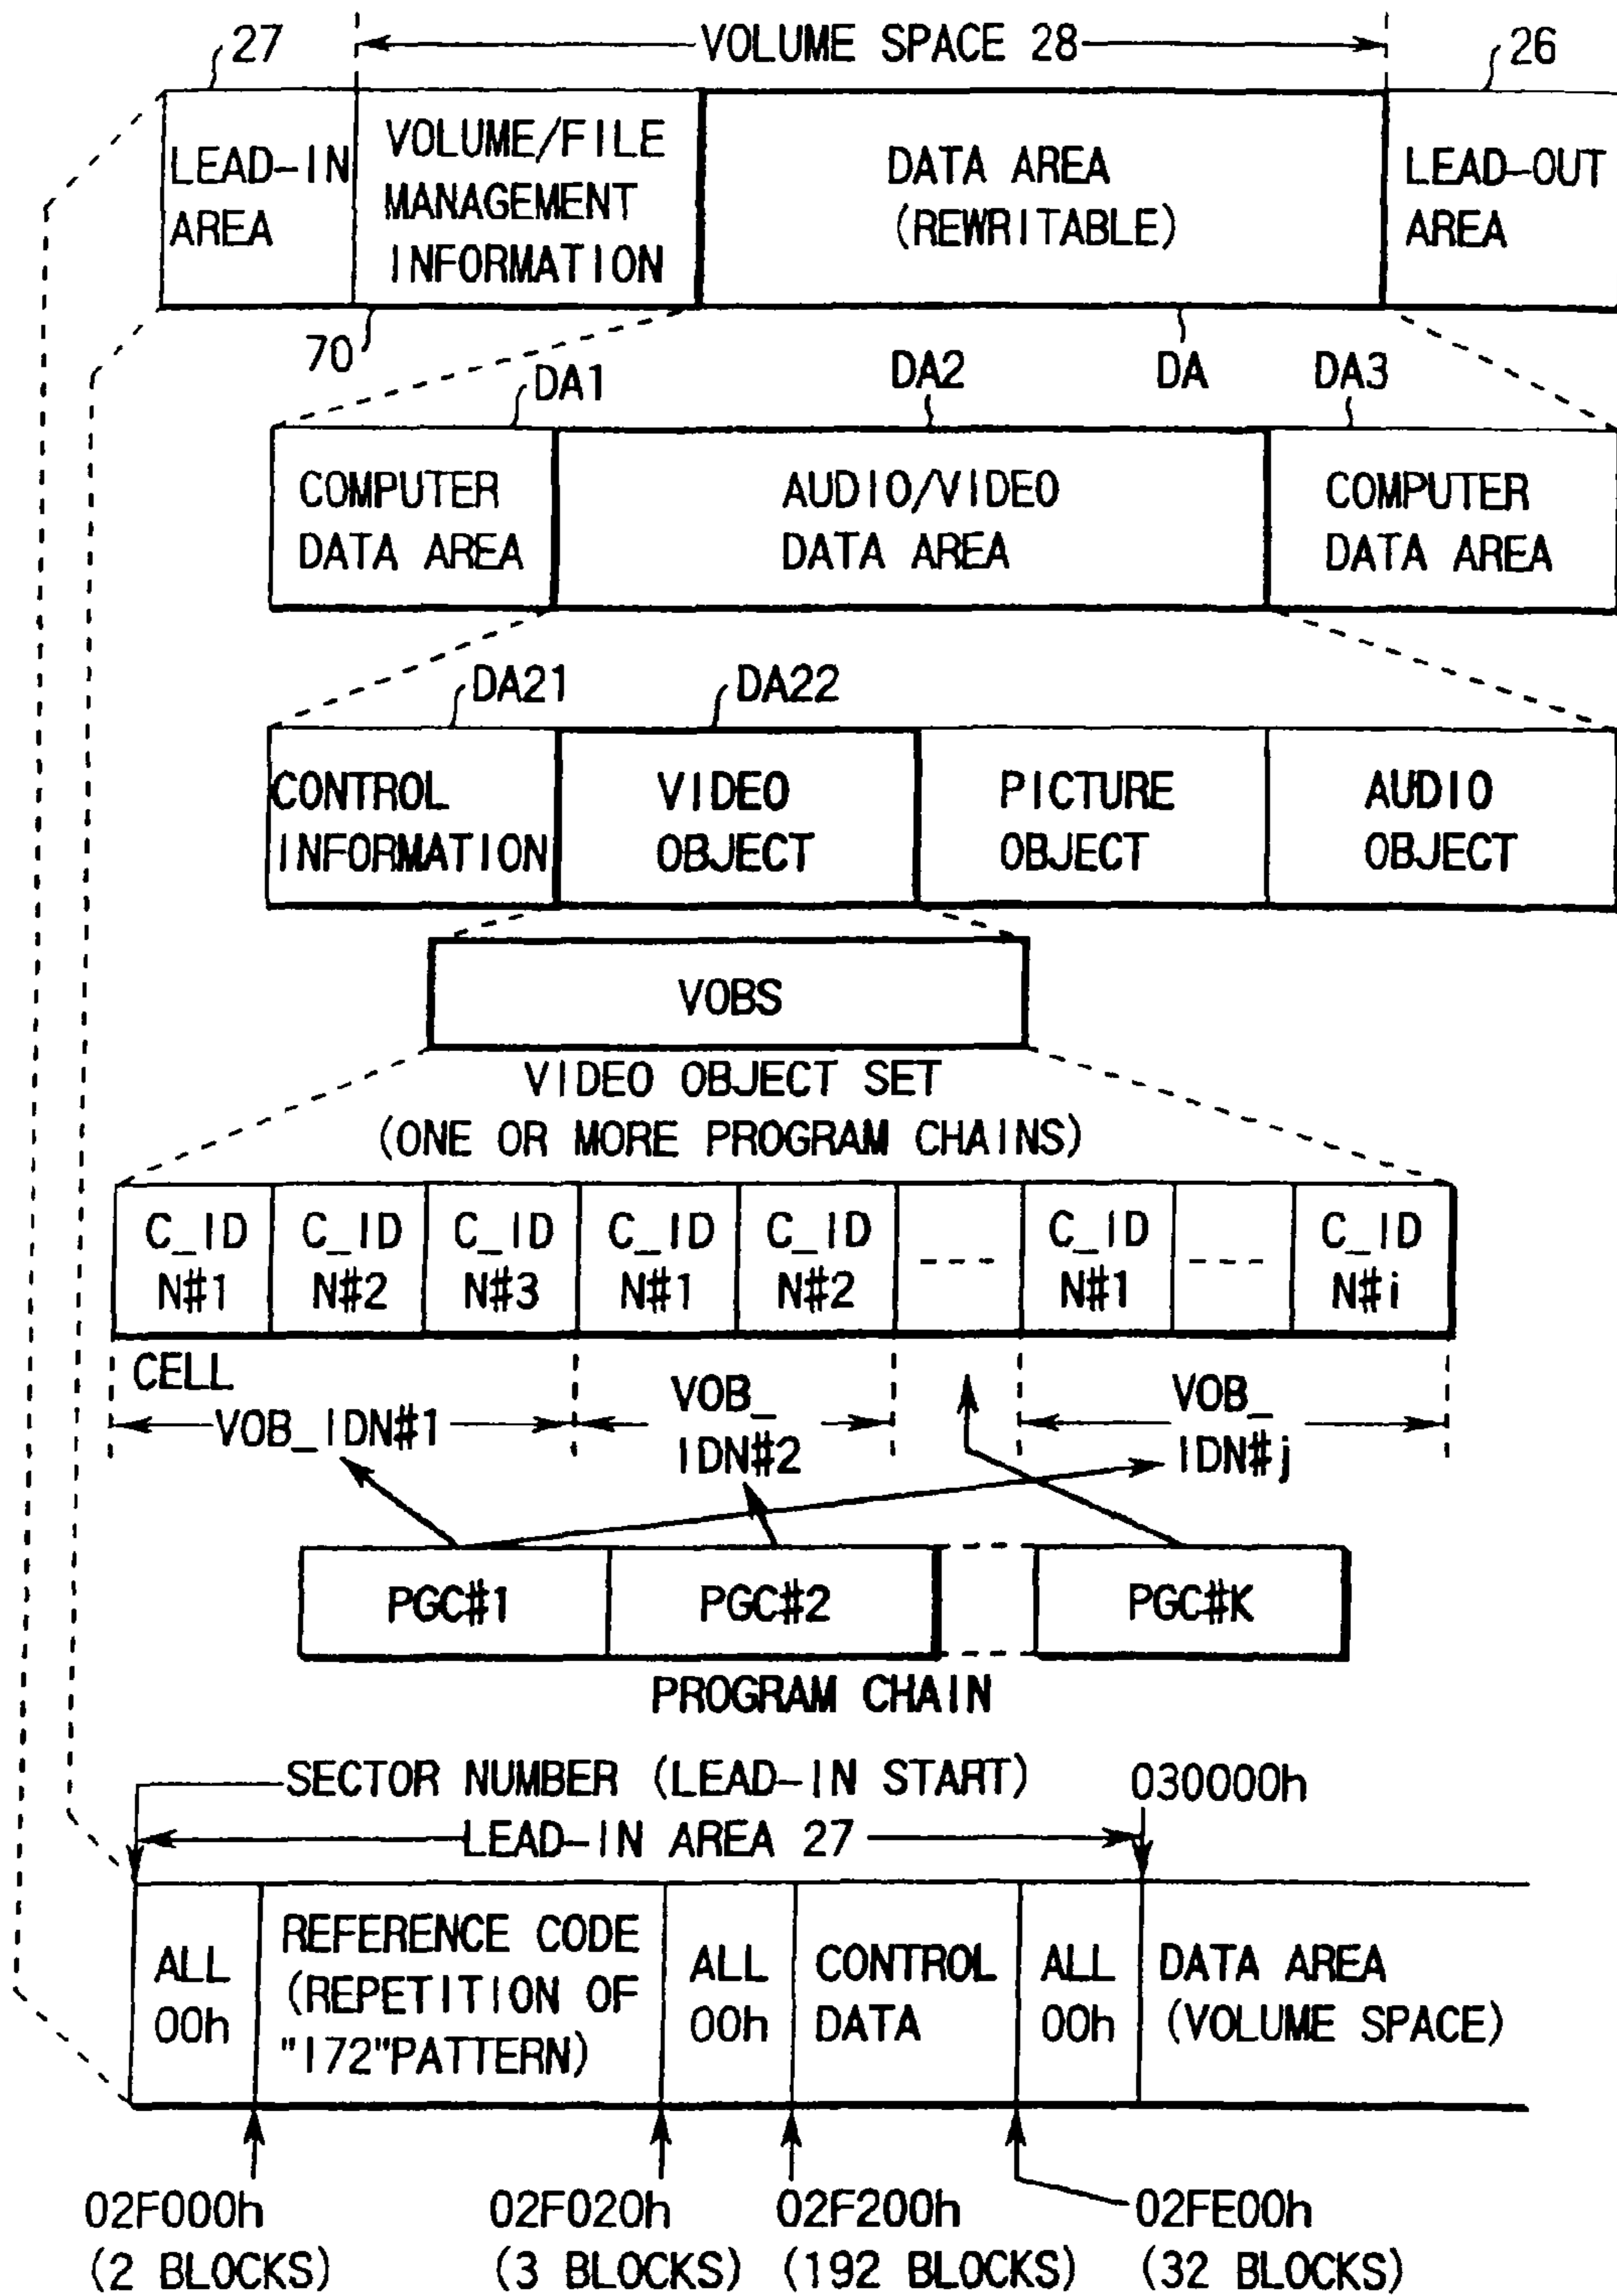 27
VOLUME SPACE 28
26
LEAD-IN
AREA
VOLUME/FILE
MANAGEMENT
INFORMATION
DATA AREA
(REWRITABLE)
LEAD-OUT
AREA
70
DA1
DA2
DA
DA3
COMPUTER
DATA AREA
AUDIO/VIDEO
DATA AREA
COMPUTER
DATA AREA
DA21
DA22
CONTROL
INFORMATION
VIDEO
OBJECT
PICTURE
OBJECT
AUDIO
OBJECT
VOBS
VIDEO OBJECT SET
(ONE OR MORE PROGRAM CHAINS)
C_ID
N#1
C_ID
N#2
C_ID
N#3
C_ID
N#1
C_ID
N#2
----
C_ID
N#1
----
C_ID
N#i
CELL
VOB_IDN#1
VOB_
IDN#2
VOB_
IDN#j
PGC#1
PGC#2
PGC#K
PROGRAM CHAIN
SECTOR NUMBER (LEAD-IN START)
030000h
LEAD-IN AREA 27
ALL
00h
REFERENCE CODE
(REPETITION OF
"172"PATTERN)
ALL
00h
CONTROL
DATA
ALL
00h
DATA AREA
(VOLUME SPACE)
02F000h
(2 BLOCKS)
02F020h
(3 BLOCKS)
02F200h
(192 BLOCKS)
02FE00h
(32 BLOCKS)